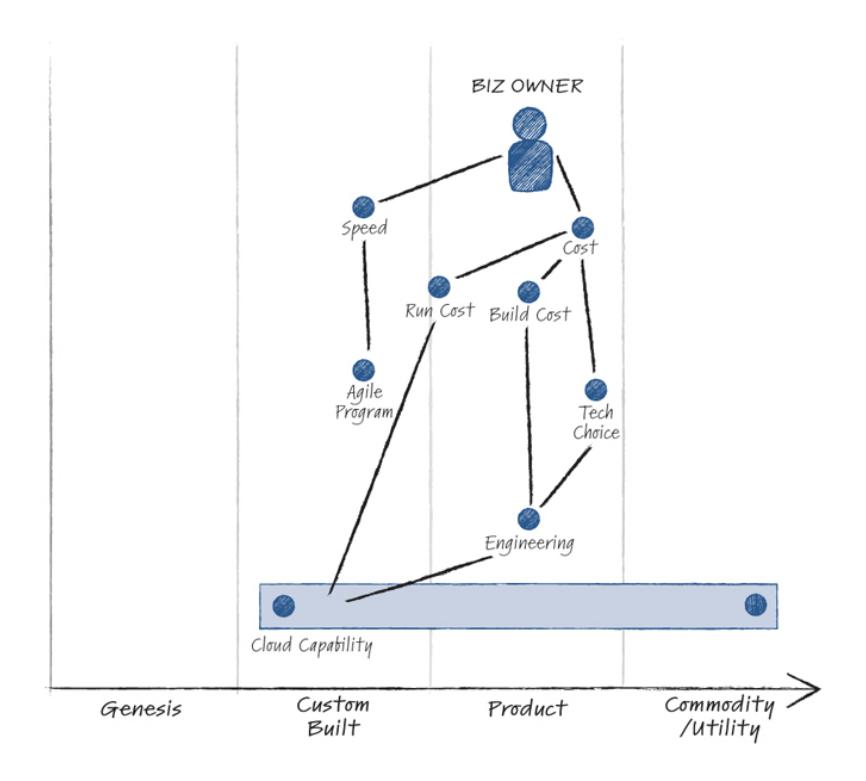 BIZ OWNER
Speed
Cost
Run Cost
Build Cost
Agile
Program
Tech
Choice
Engineering
Cloud Capability
Genesis
Custom
Built
Product
Commodity
/Utility